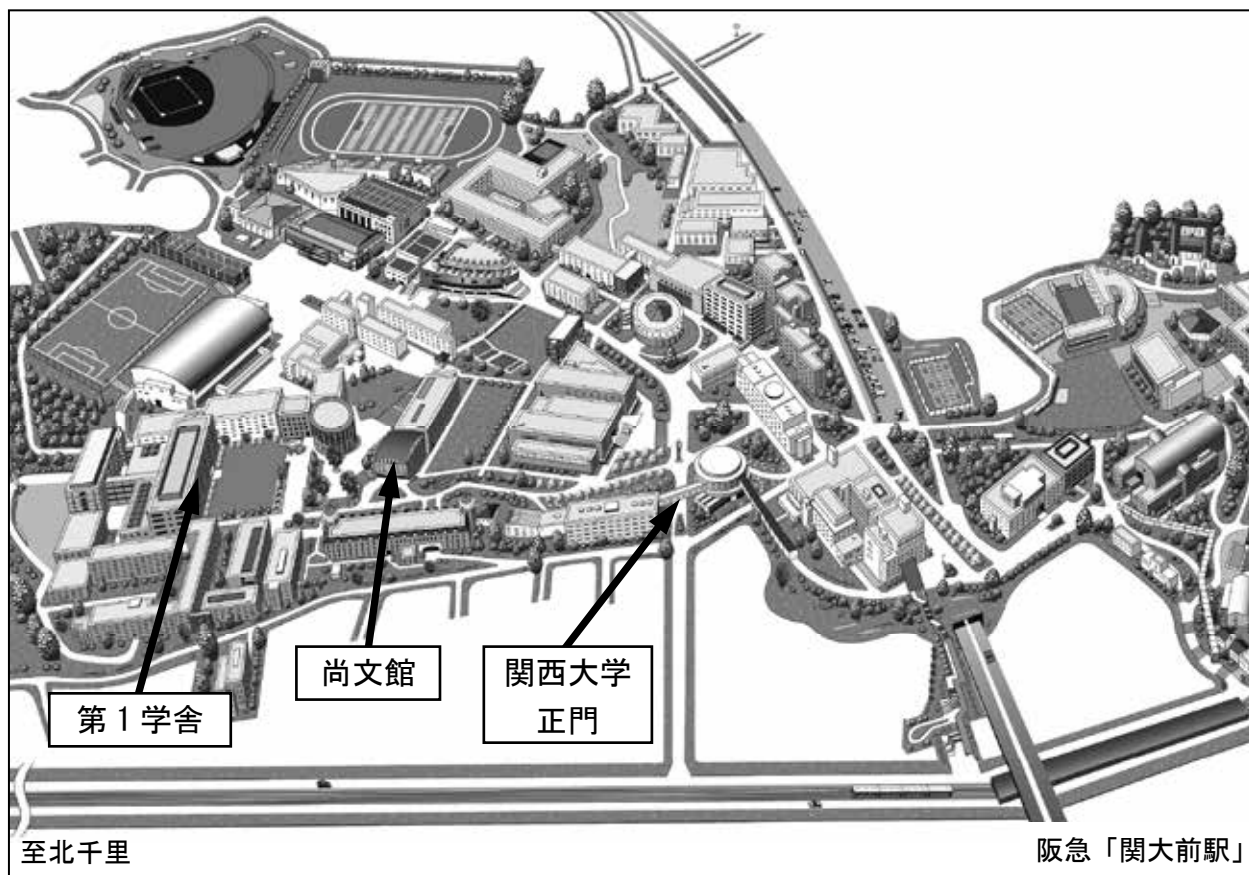 尚文館
関西大学
正門
第１学舎
至北千里
阪急「関大前駅」